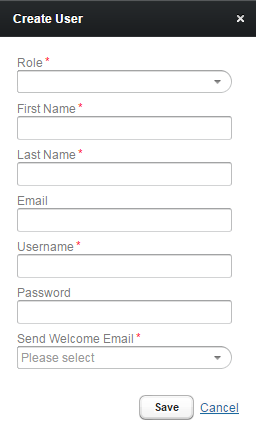 Create User ×
Role *
First Name *
Last Name *
Email
Username *
Password
Send Welcome Email *
Please select
Save Cancel